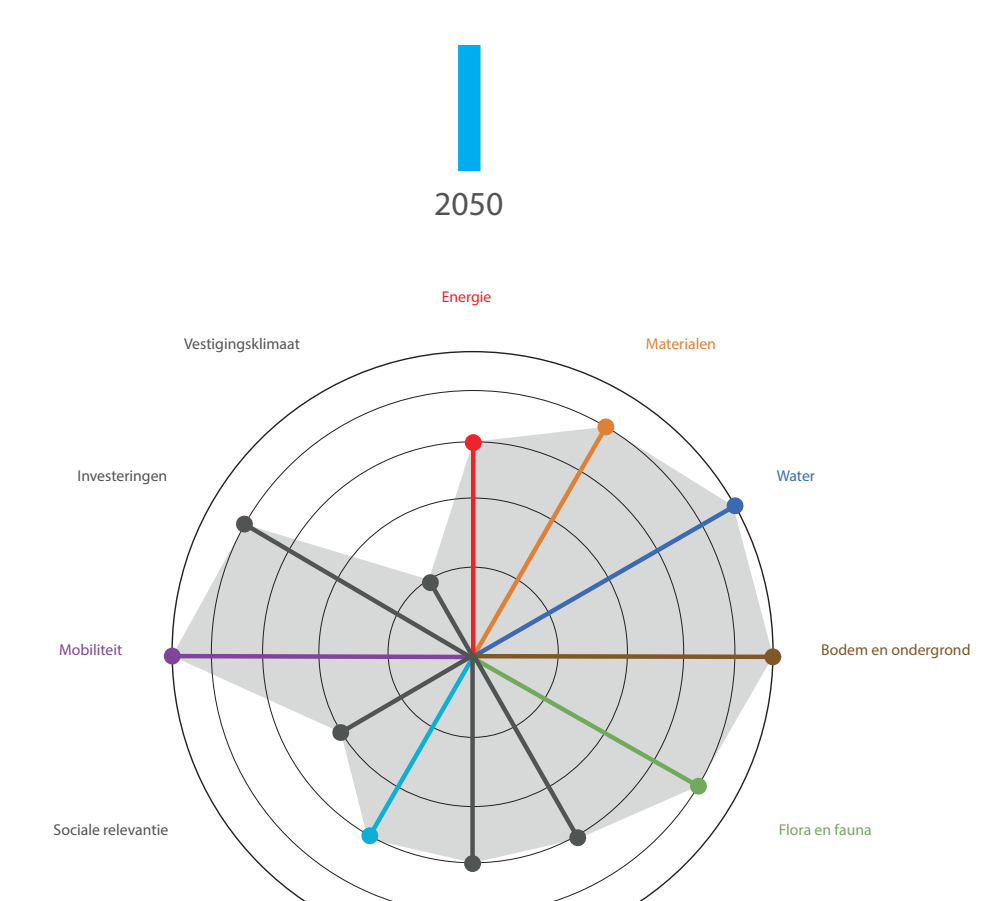 2050
Energie
Vestigingsklimaat
Materialen
Investeringen
Water
Mobiliteit
Bodem en ondergrond
Sociale relevantie
Flora en fauna